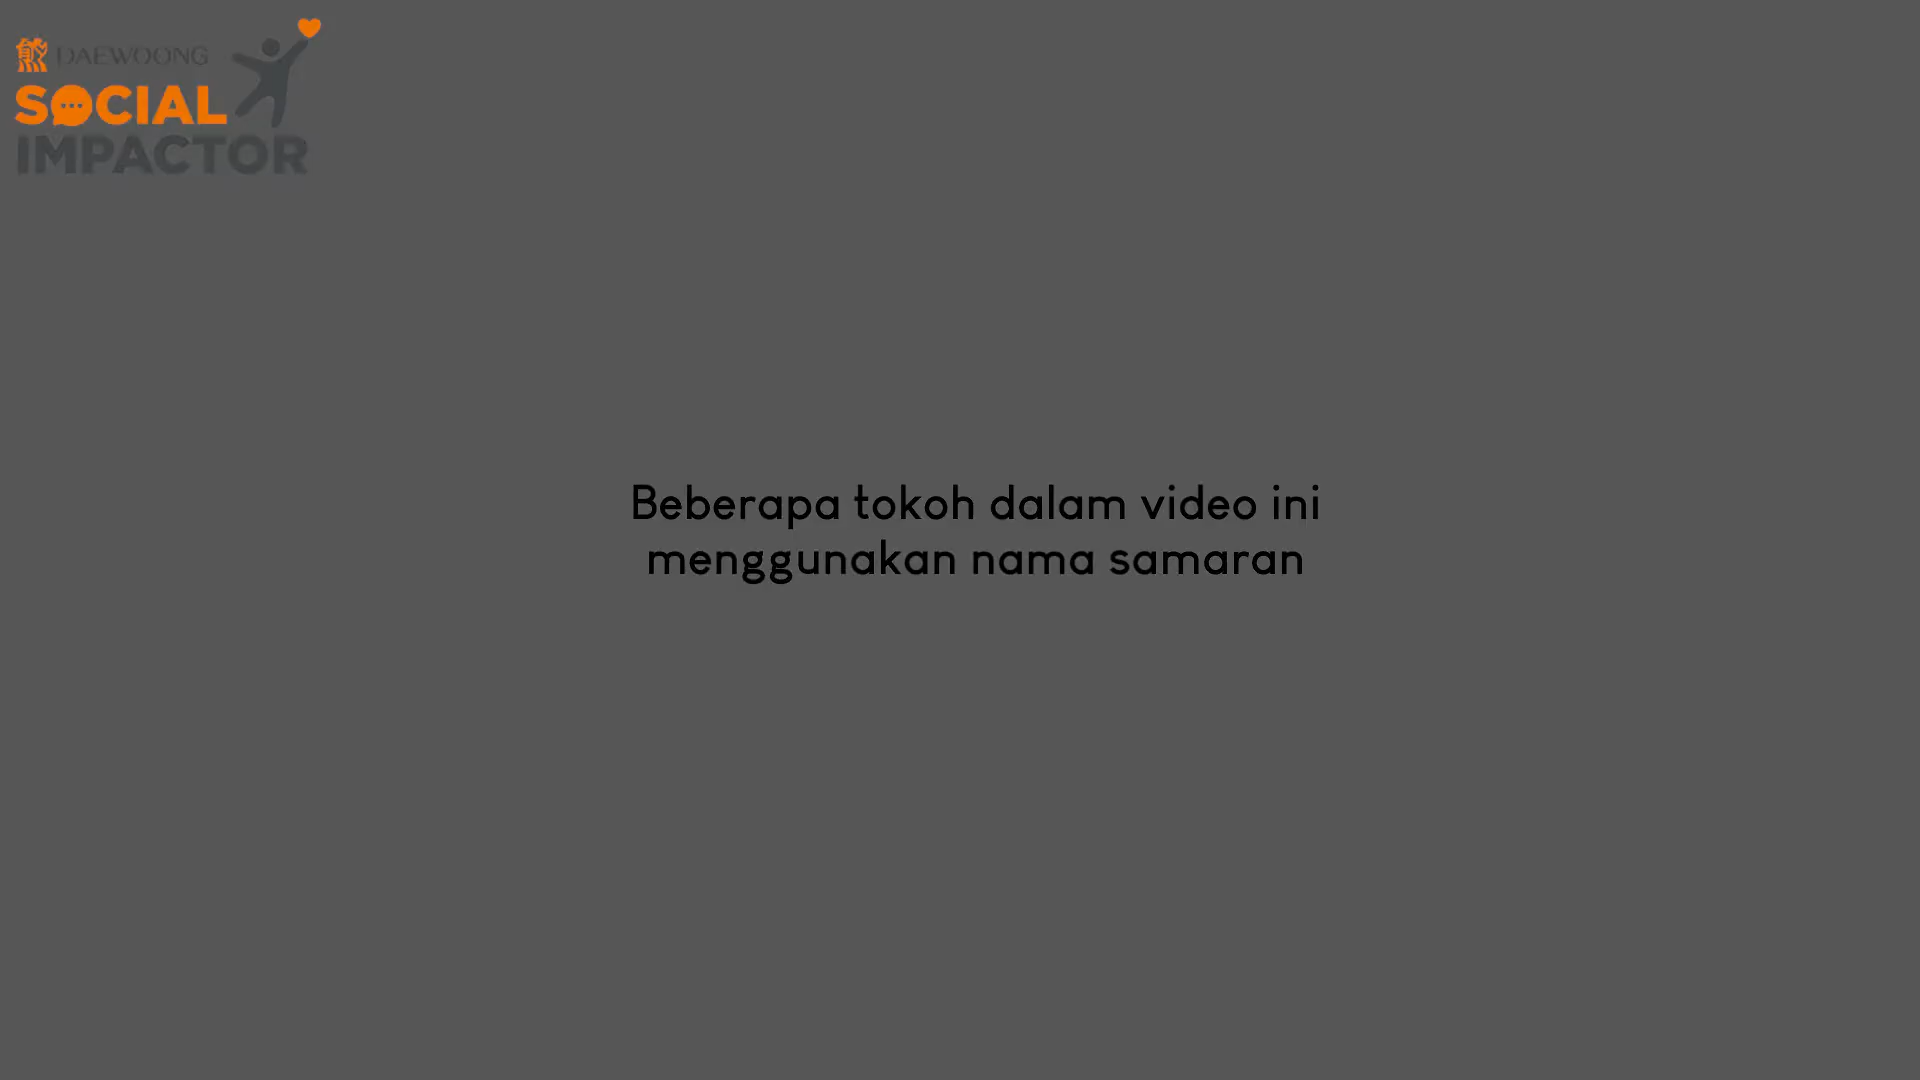 DAEWOONG
SOCIAL
IMPACTOR
Beberapa tokoh dalam video ini
menggunakan nama samaran